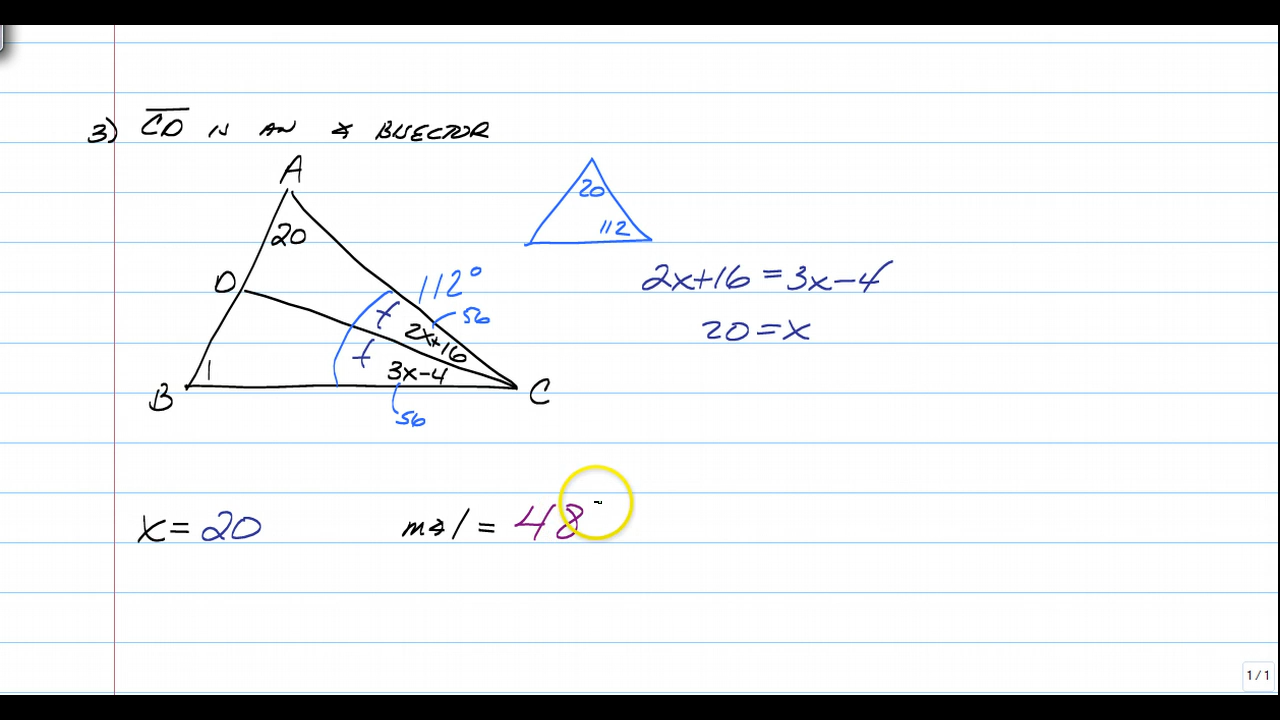 3) CD IS AN ∡ BISECTOR
A
20
20
112
D
112°
2x+16 = 3x-4
56
2x+16
20 = x
1
3x-4
B
C
56
x = 20 m∡1 = 48
1 / 1